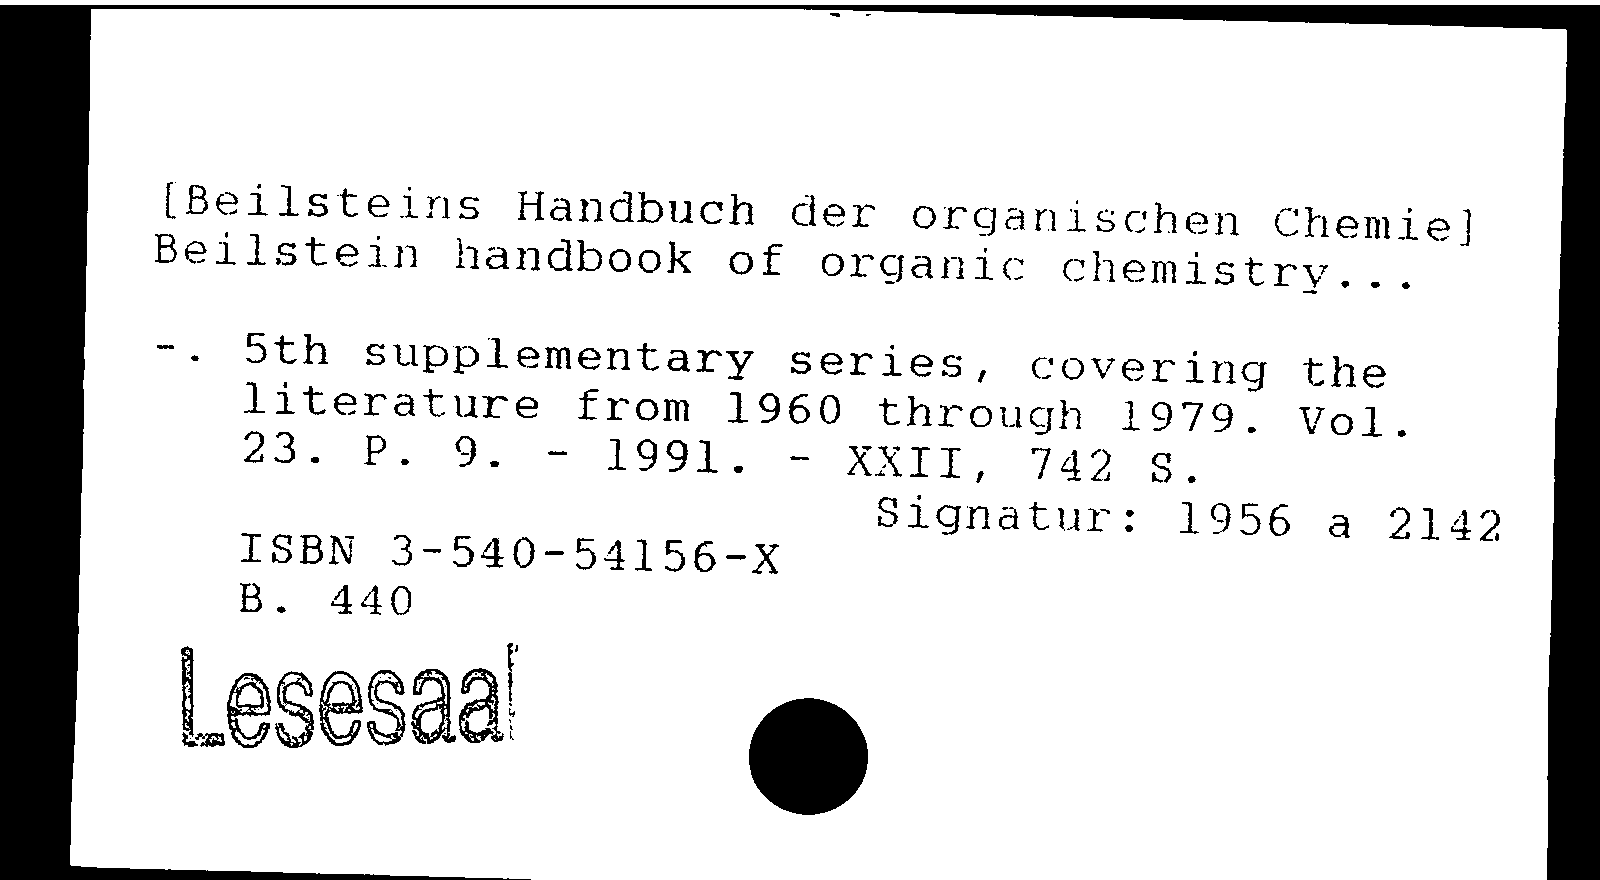 [Beilsteins Handbuch der organischen Chemie]
Beilstein handbook of organic chemistry...
-. 5th supplementary series, covering the
literature from 1960 through 1979. Vol.
23. P. 9. - 1991. - XXII, 742 S.
Signatur: 1956 a 2142
ISBN 3-540-54156-X
B. 440
Lesesaal